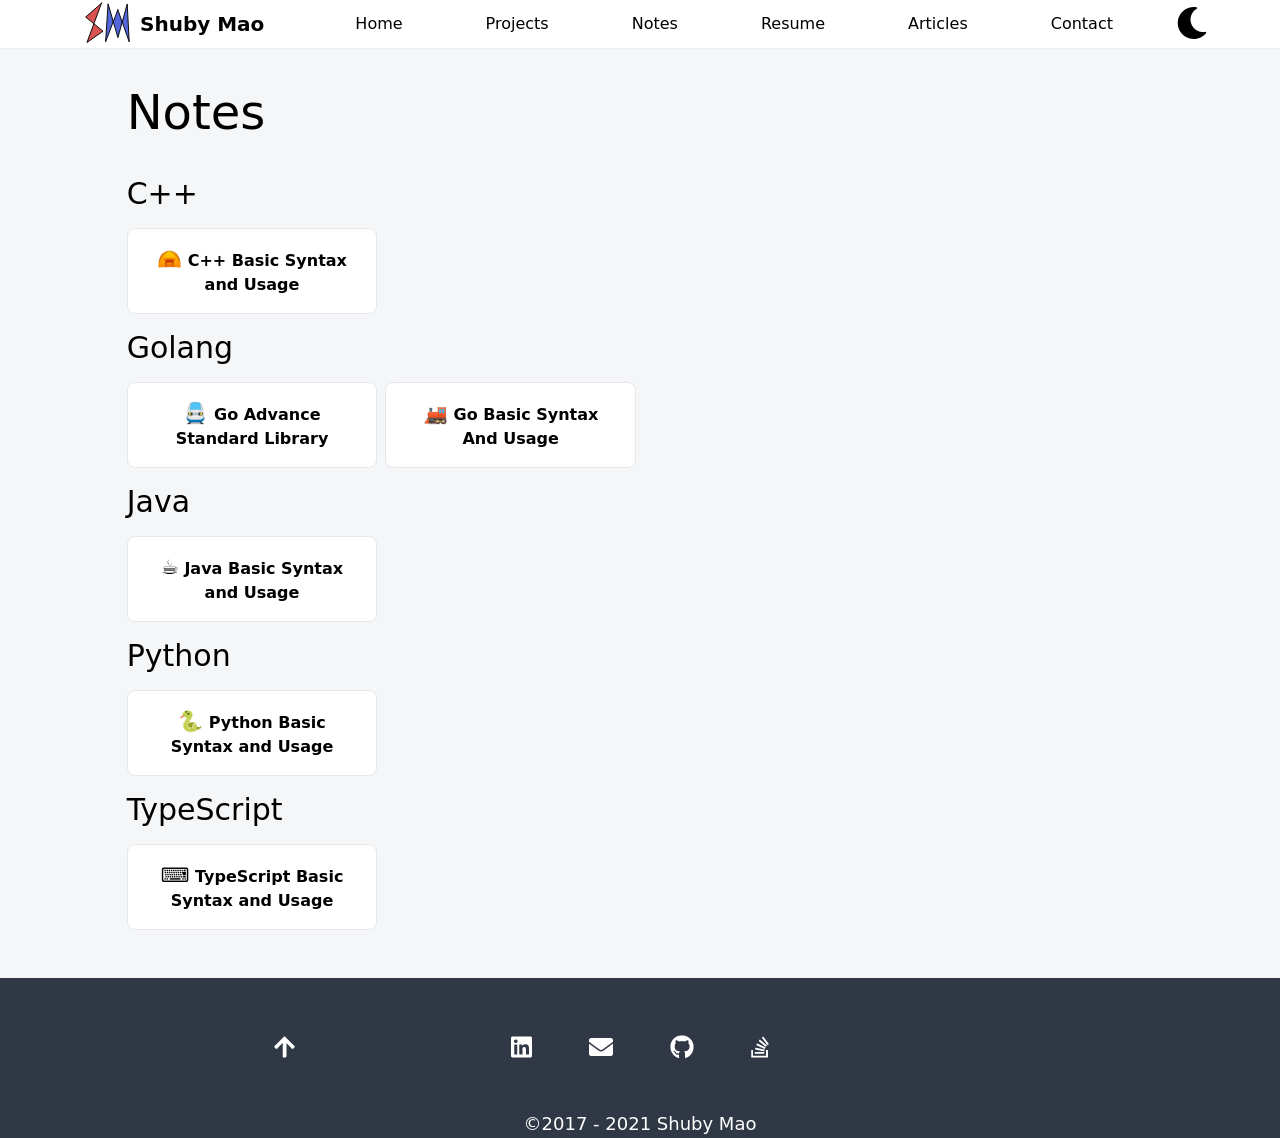 Shuby Mao
Home
Projects
Notes
Resume
Articles
Contact
Notes
C++
C++ Basic Syntax
and Usage
Golang
Go Advance
Standard Library
Go Basic Syntax
And Usage
Java
Java Basic Syntax
and Usage
Python
Python Basic
Syntax and Usage
TypeScript
TypeScript Basic
Syntax and Usage
©2017 - 2021 Shuby Mao